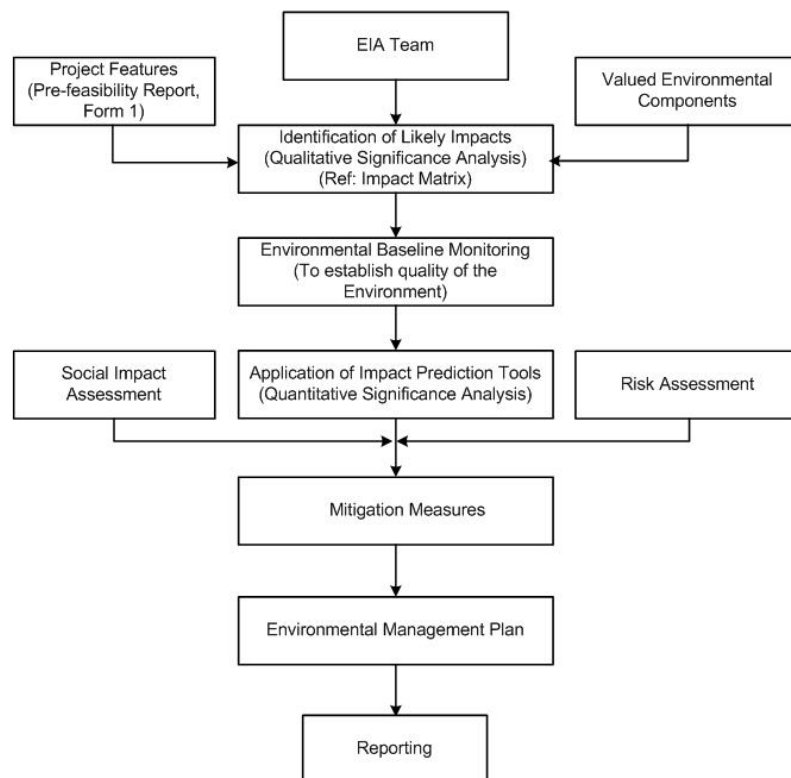 EIA Team
Project Features
(Pre-feasibility Report,
Form 1)
Valued Environmental
Components
Identification of Likely Impacts
(Qualitative Significance Analysis)
(Ref: Impact Matrix)
Environmental Baseline Monitoring
(To establish quality of the
Environment)
Social Impact
Assessment
Application of Impact Prediction Tools
(Quantitative Significance Analysis)
Risk Assessment
Mitigation Measures
Environmental Management Plan
Reporting